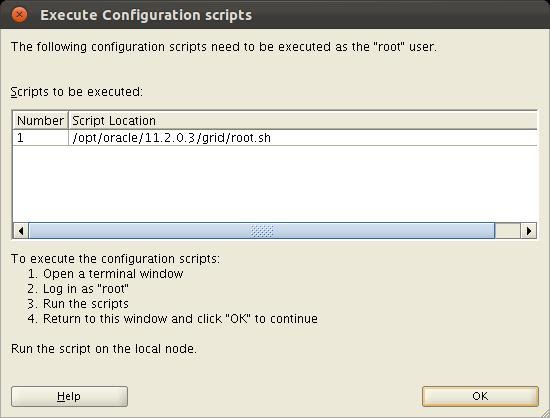 Execute Configuration scripts
The following configuration scripts need to be executed as the "root" user.
Scripts to be executed:
Number Script Location
1 /opt/oracle/11.2.0.3/grid/root.sh
To execute the configuration scripts:
1. Open a terminal window
2. Log in as "root"
3. Run the scripts
4. Return to this window and click "OK" to continue
Run the script on the local node.
Help OK